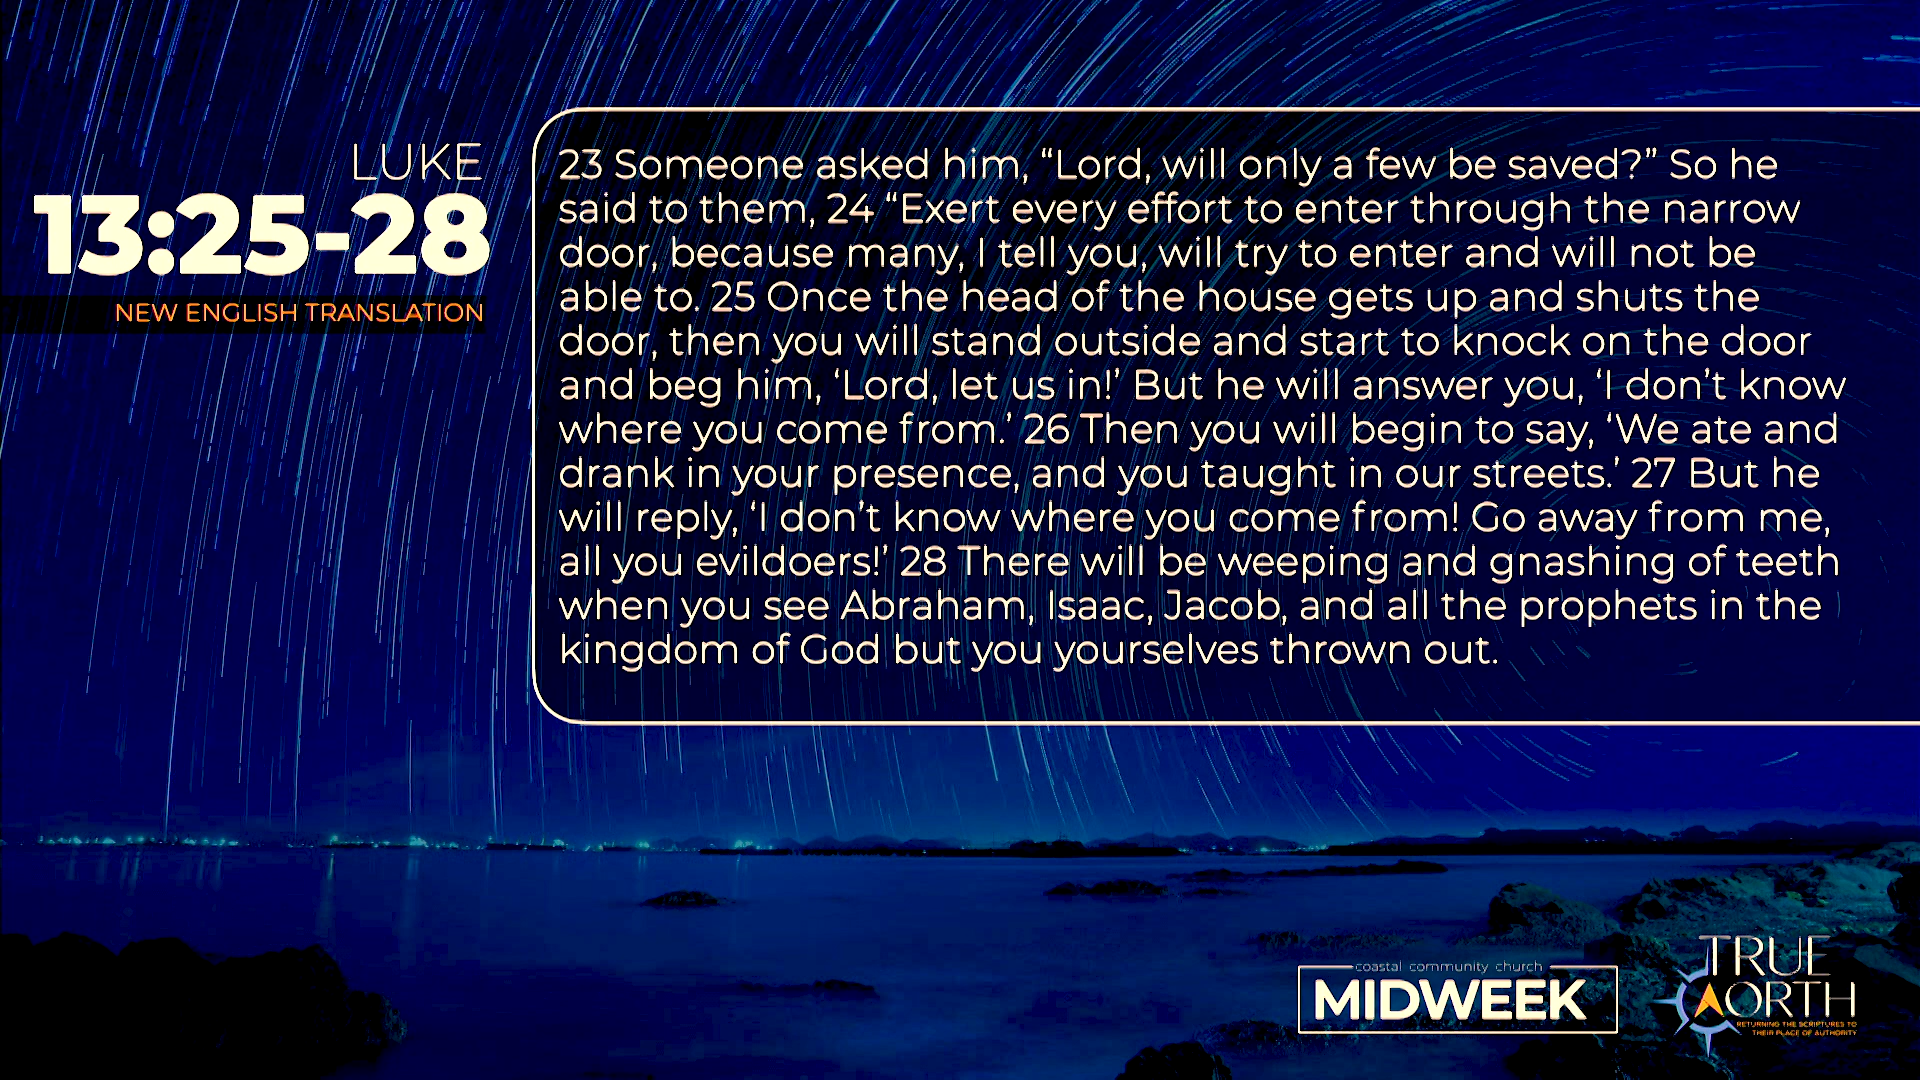 LUKE
13:25-28
NEW ENGLISH TRANSLATION
23 Someone asked him, “Lord, will only a few be saved?” So he
said to them, 24 “Exert every effort to enter through the narrow
door, because many, I tell you, will try to enter and will not be
able to. 25 Once the head of the house gets up and shuts the
door, then you will stand outside and start to knock on the door
and beg him, ‘Lord, let us in!’ But he will answer you, ‘I don’t know
where you come from.’ 26 Then you will begin to say, ‘We ate and
drank in your presence, and you taught in our streets.’ 27 But he
will reply, ‘I don’t know where you come from! Go away from me,
all you evildoers!’ 28 There will be weeping and gnashing of teeth
when you see Abraham, Isaac, Jacob, and all the prophets in the
kingdom of God but you yourselves thrown out.
coastal community church
MIDWEEK
TRUE
NORTH
RETURNING THE SCRIPTURES TO
THEIR PLACE OF AUTHORITY